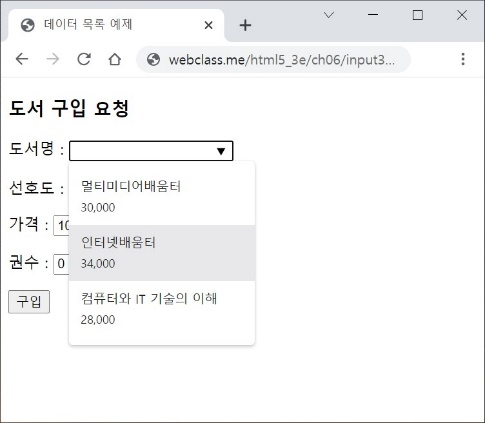 데이터 목록 예제
webclass.me/html5_3e/ch06/input3...
도서 구입 요청
도서명 :
선호도 :
멀티미디어배움터
30,000
가격 : 10
인터넷배움터
34,000
권수 : 0
컴퓨터와 IT 기술의 이해
28,000
구입